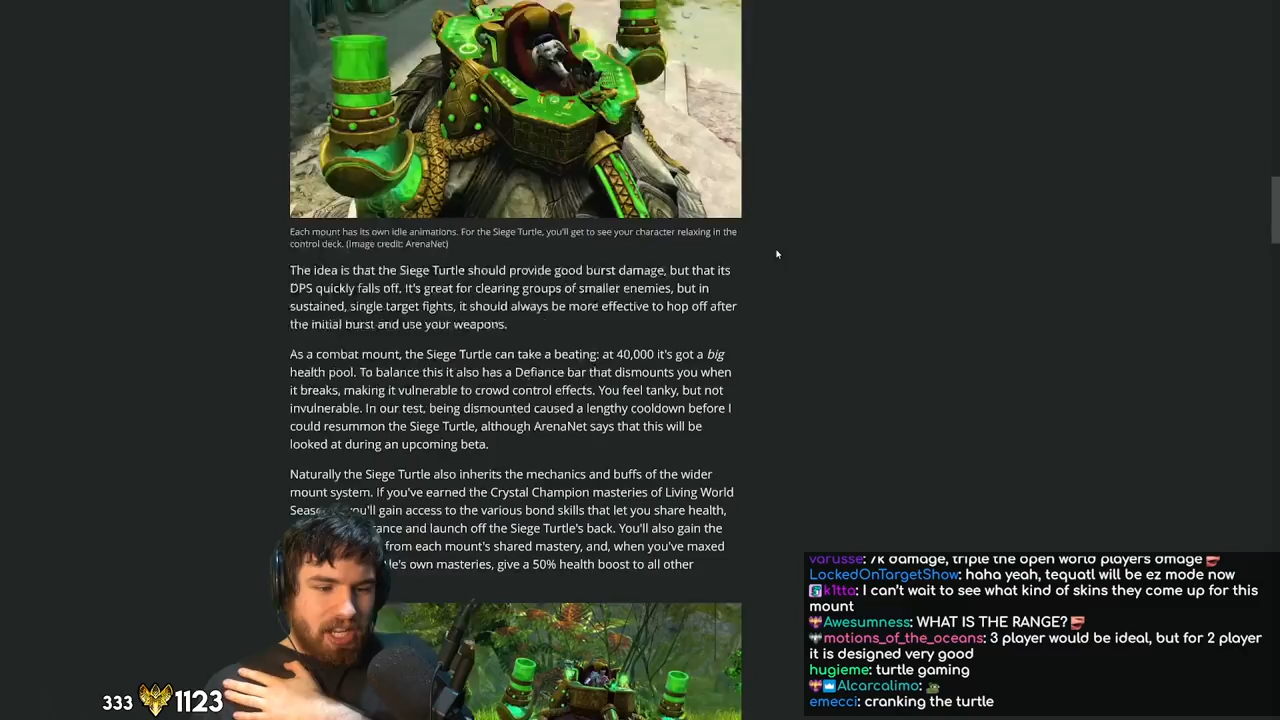 Each mount has its own idle animations. For the Siege Turtle, you'll get to see your character relaxing in the
control deck. (Image credit: ArenaNet)
The idea is that the Siege Turtle should provide good burst damage, but that its
DPS quickly falls off. It's great for clearing groups of smaller enemies, but in
sustained, single target fights, it should always be more effective to hop off after
the initial burst and use your weapons.
As a combat mount, the Siege Turtle can take a beating: at 40,000 it's got a big
health pool. To balance this it also has a Defiance bar that dismounts you when
it breaks, making it vulnerable to crowd control effects. You feel tanky, but not
invulnerable. In our test, being dismounted caused a lengthy cooldown before I
could resummon the Siege Turtle, although ArenaNet says that this will be
looked at during an upcoming beta.
Naturally the Siege Turtle also inherits the mechanics and buffs of the wider
mount system. If you've earned the Crystal Champion masteries of Living World
you'll gain access to the various bond skills that let you share health,
and launch off the Siege Turtle's back. You'll also gain the
from each mount's shared mastery, and, when you've maxed
own masteries, give a 50% health boost to all other
varusse: 7k damage, triple the open world players dmage
LockedOnTargetShow: haha yeah, tequatl will be ez mode now
k1tta: I can't wait to see what kind of skins they come up for this
mount
Awesumness: WHAT IS THE RANGE?
motions_of_the_oceans: 3 player would be ideal, but for 2 player
it is designed very good
hugieme: turtle gaming
Alcarcalimo:
emecci: cranking the turtle
333 1123